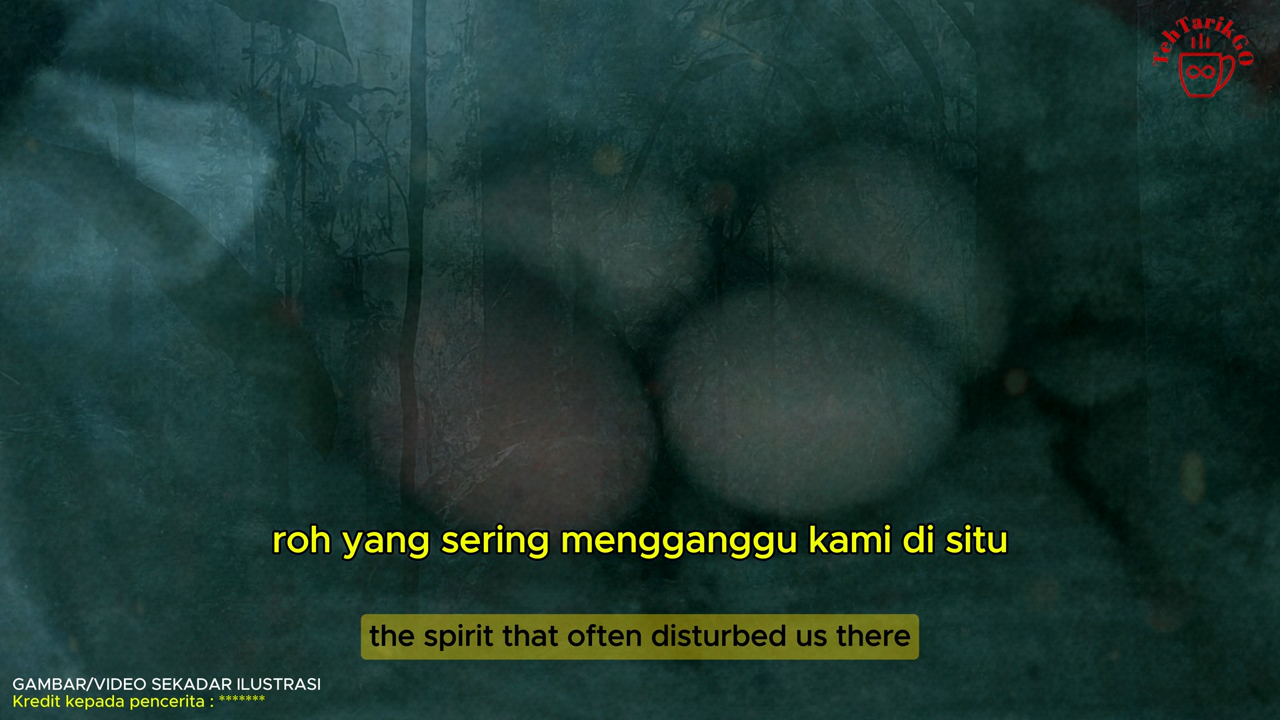 TehTarikGO
roh yang sering mengganggu kami di situ
the spirit that often disturbed us there
GAMBAR/VIDEO SEKADAR ILUSTRASI
Kredit kepada pencerita : *******